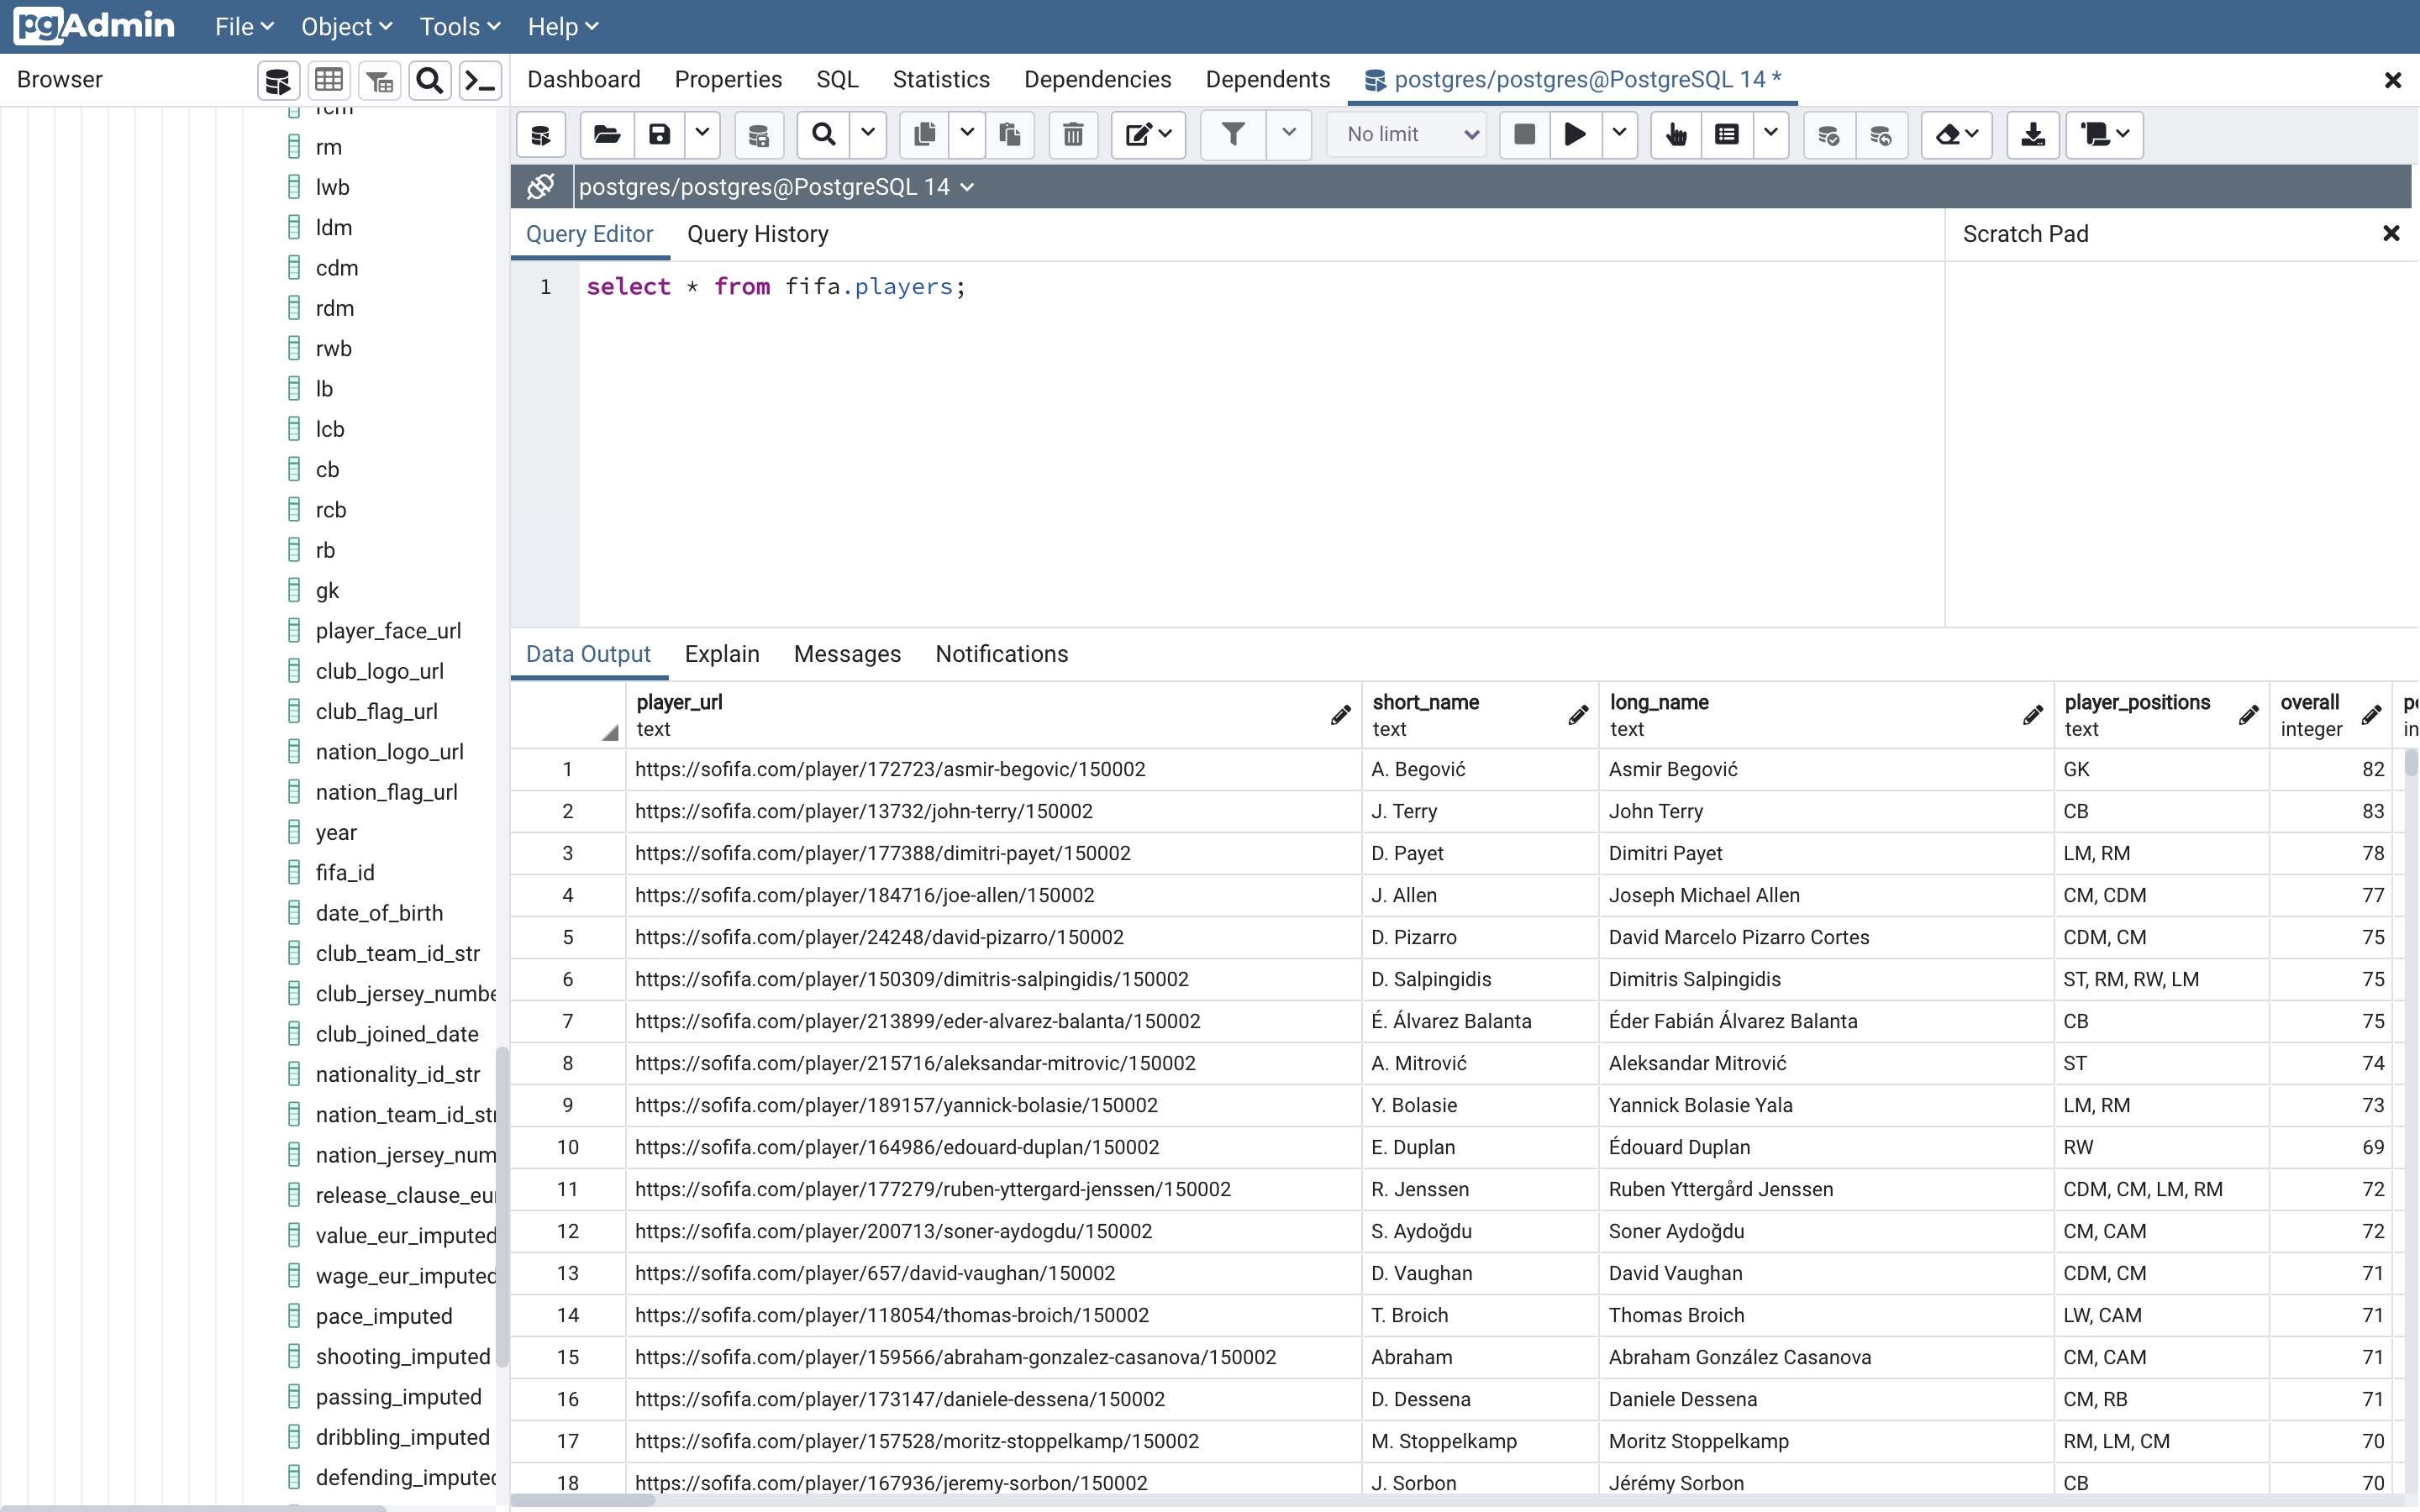 pgAdmin File Object Tools Help
Browser
Dashboard Properties SQL Statistics Dependencies Dependents postgres/postgres@PostgreSQL 14 *
No limit
postgres/postgres@PostgreSQL 14
Query Editor Query History
Scratch Pad
1 select * from fifa.players;
rcm
rm
lwb
ldm
cdm
rdm
rwb
lb
lcb
cb
rcb
rb
gk
player_face_url
club_logo_url
club_flag_url
nation_logo_url
nation_flag_url
year
fifa_id
date_of_birth
club_team_id_str
club_jersey_numbe
club_joined_date
nationality_id_str
nation_team_id_str
nation_jersey_num
release_clause_eur
value_eur_imputed
wage_eur_imputed
pace_imputed
shooting_imputed
passing_imputed
dribbling_imputed
defending_imputed
Data Output Explain Messages Notifications
player_url short_name long_name player_positions overall
text text text text integer in
1 https://sofifa.com/player/172723/asmir-begovic/150002 A. Begović Asmir Begović GK 82
2 https://sofifa.com/player/13732/john-terry/150002 J. Terry John Terry CB 83
3 https://sofifa.com/player/177388/dimitri-payet/150002 D. Payet Dimitri Payet LM, RM 78
4 https://sofifa.com/player/184716/joe-allen/150002 J. Allen Joseph Michael Allen CM, CDM 77
5 https://sofifa.com/player/24248/david-pizarro/150002 D. Pizarro David Marcelo Pizarro Cortes CDM, CM 75
6 https://sofifa.com/player/150309/dimitris-salpingidis/150002 D. Salpingidis Dimitris Salpingidis ST, RM, RW, LM 75
7 https://sofifa.com/player/213899/eder-alvarez-balanta/150002 É. Álvarez Balanta Éder Fabián Álvarez Balanta CB 75
8 https://sofifa.com/player/215716/aleksandar-mitrovic/150002 A. Mitrović Aleksandar Mitrović ST 74
9 https://sofifa.com/player/189157/yannick-bolasie/150002 Y. Bolasie Yannick Bolasie Yala LM, RM 73
10 https://sofifa.com/player/164986/edouard-duplan/150002 E. Duplan Édouard Duplan RW 69
11 https://sofifa.com/player/177279/ruben-yttergard-jenssen/150002 R. Jenssen Ruben Yttergård Jenssen CDM, CM, LM, RM 72
12 https://sofifa.com/player/200713/soner-aydogdu/150002 S. Aydoğdu Soner Aydoğdu CM, CAM 72
13 https://sofifa.com/player/657/david-vaughan/150002 D. Vaughan David Vaughan CDM, CM 71
14 https://sofifa.com/player/118054/thomas-broich/150002 T. Broich Thomas Broich LW, CAM 71
15 https://sofifa.com/player/159566/abraham-gonzalez-casanova/150002 Abraham Abraham González Casanova CM, CAM 71
16 https://sofifa.com/player/173147/daniele-dessena/150002 D. Dessena Daniele Dessena CM, RB 71
17 https://sofifa.com/player/157528/moritz-stoppelkamp/150002 M. Stoppelkamp Moritz Stoppelkamp RM, LM, CM 70
18 https://sofifa.com/player/167936/jeremy-sorbon/150002 J. Sorbon Jérémy Sorbon CB 70